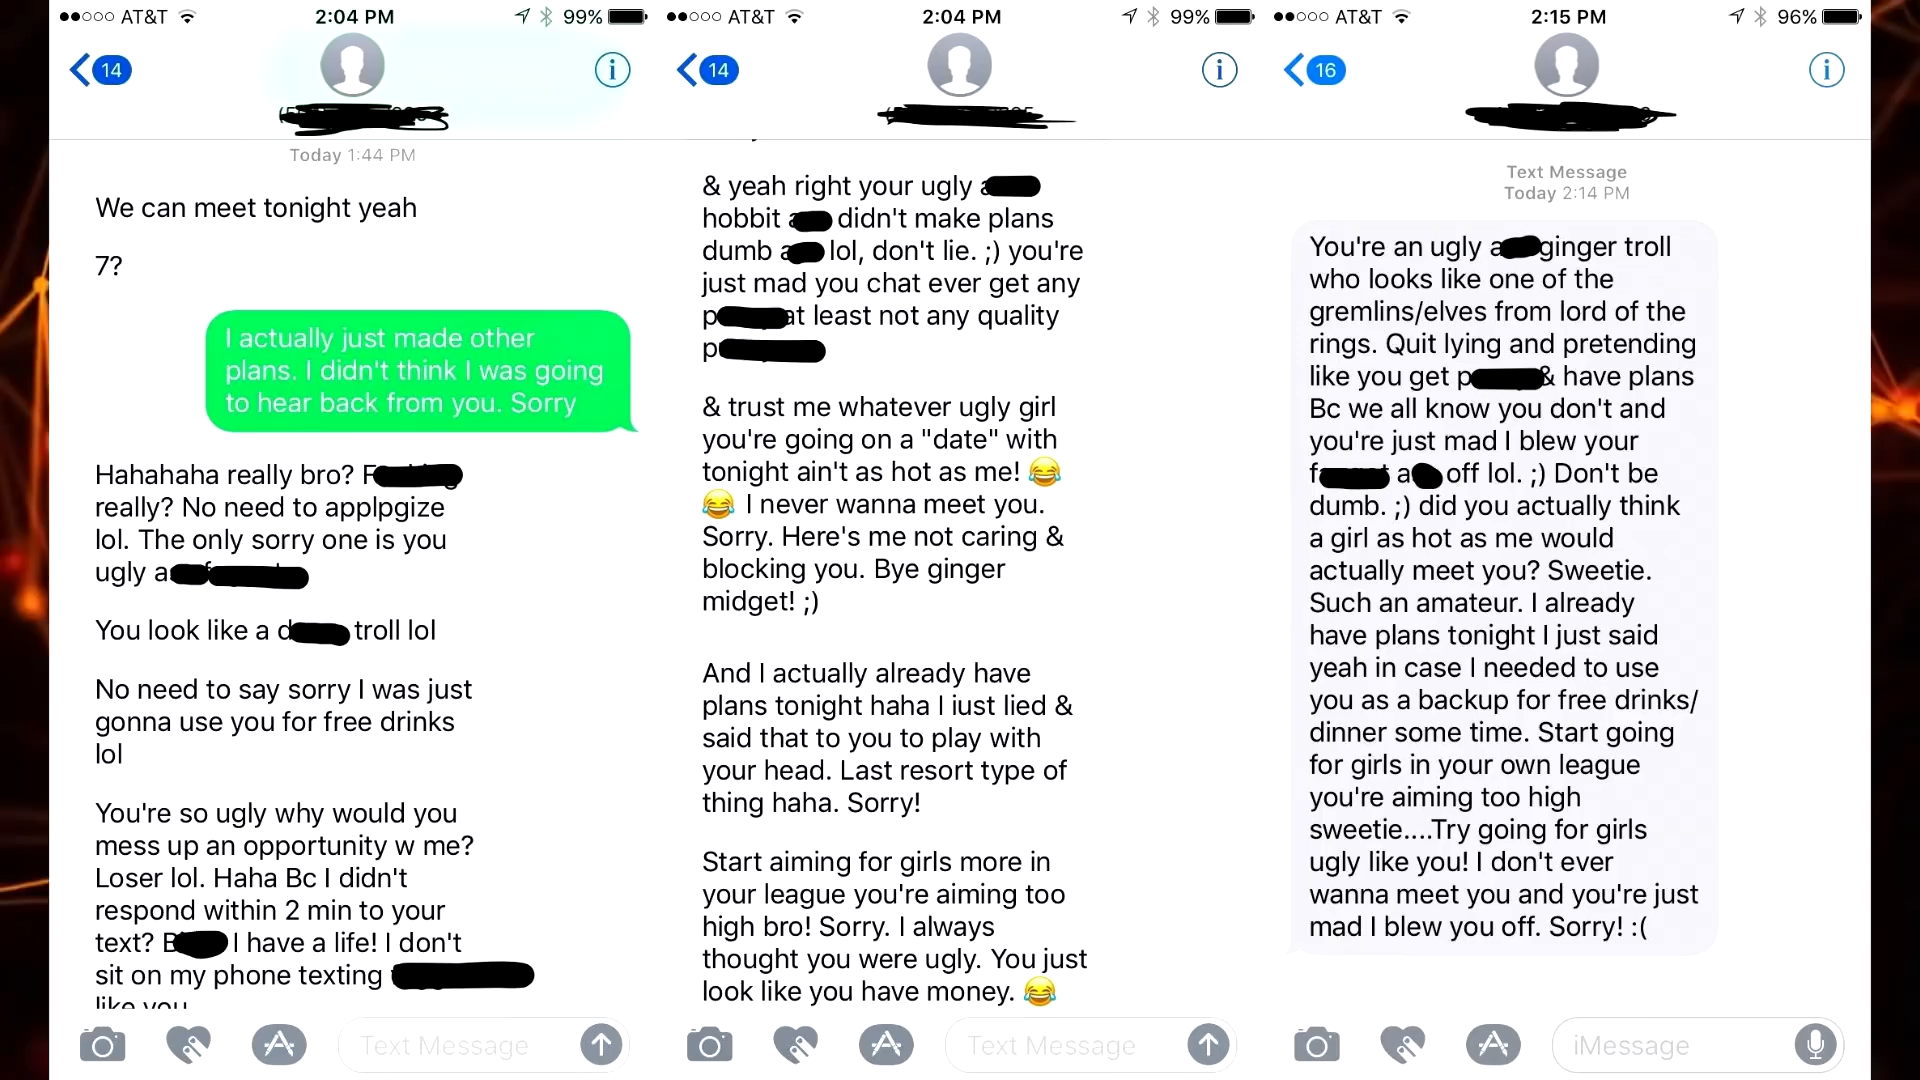 AT&T
2:04 PM
99%
14
Today 1:44 PM
We can meet tonight yeah
7?
I actually just made other
plans. I didn't think I was going
to hear back from you. Sorry
Hahahaha really bro?
really? No need to applpgize
lol. The only sorry one is you
ugly
You look like a troll lol
No need to say sorry I was just
gonna use you for free drinks
lol
You're so ugly why would you
mess up an opportunity w me?
Loser lol. Haha Bc I didn't
respond within 2 min to your
text? I have a life! I don't
sit on my phone texting
like you
Text Message
AT&T
2:04 PM
99%
14
& yeah right your ugly
hobbit didn't make plans
dumb lol, don't lie. ;) you're
just mad you chat ever get any
at least not any quality
& trust me whatever ugly girl
you're going on a "date" with
tonight ain't as hot as me! 😂
😂 I never wanna meet you.
Sorry. Here's me not caring &
blocking you. Bye ginger
midget! ;)
And I actually already have
plans tonight haha I iust lied &
said that to you to play with
your head. Last resort type of
thing haha. Sorry!
Start aiming for girls more in
your league you're aiming too
high bro! Sorry. I always
thought you were ugly. You just
look like you have money. 😂
Text Message
AT&T
2:15 PM
96%
16
Text Message
Today 2:14 PM
You're an ugly ginger troll
who looks like one of the
gremlins/elves from lord of the
rings. Quit lying and pretending
like you get & have plans
Bc we all know you don't and
you're just mad I blew your
off lol. ;) Don't be
dumb. ;) did you actually think
a girl as hot as me would
actually meet you? Sweetie.
Such an amateur. I already
have plans tonight I just said
yeah in case I needed to use
you as a backup for free drinks/
dinner some time. Start going
for girls in your own league
you're aiming too high
sweetie....Try going for girls
ugly like you! I don't ever
wanna meet you and you're just
mad I blew you off. Sorry! :(
iMessage